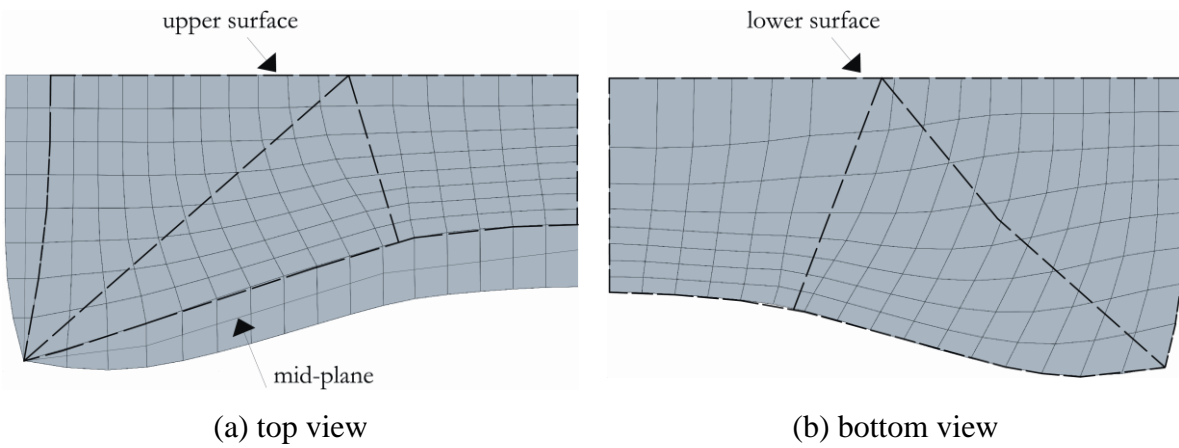 upper surface
lower surface
mid-plane
(a) top view
(b) bottom view